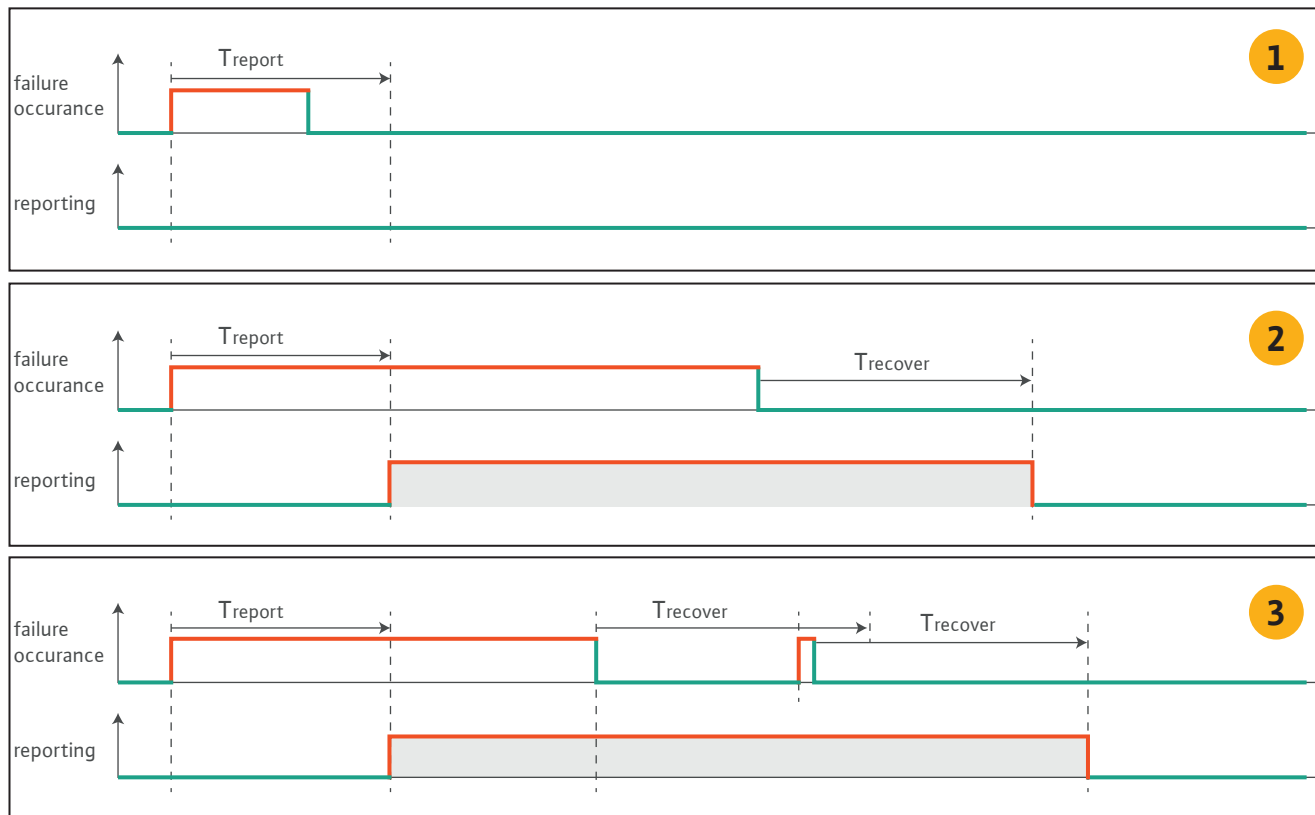 1
Treport
failure
occurance
reporting
2
Treport
failure
occurance
Trecover
reporting
3
Treport
Trecover
Trecover
failure
occurance
reporting